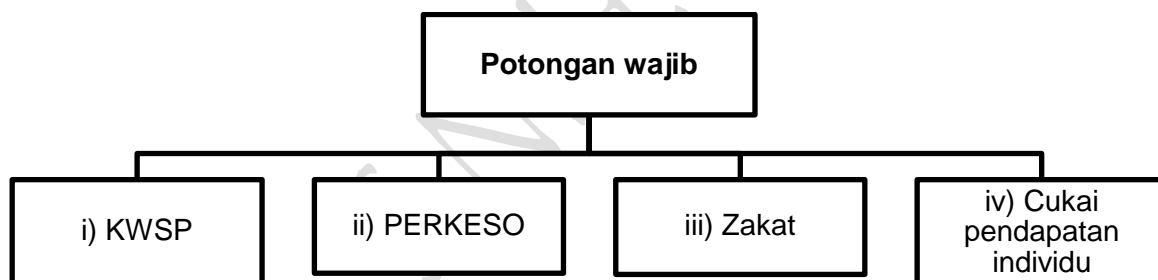 Potongan wajib
i) KWSP
ii) PERKESO
iii) Zakat
iv) Cukai
pendapatan
individu